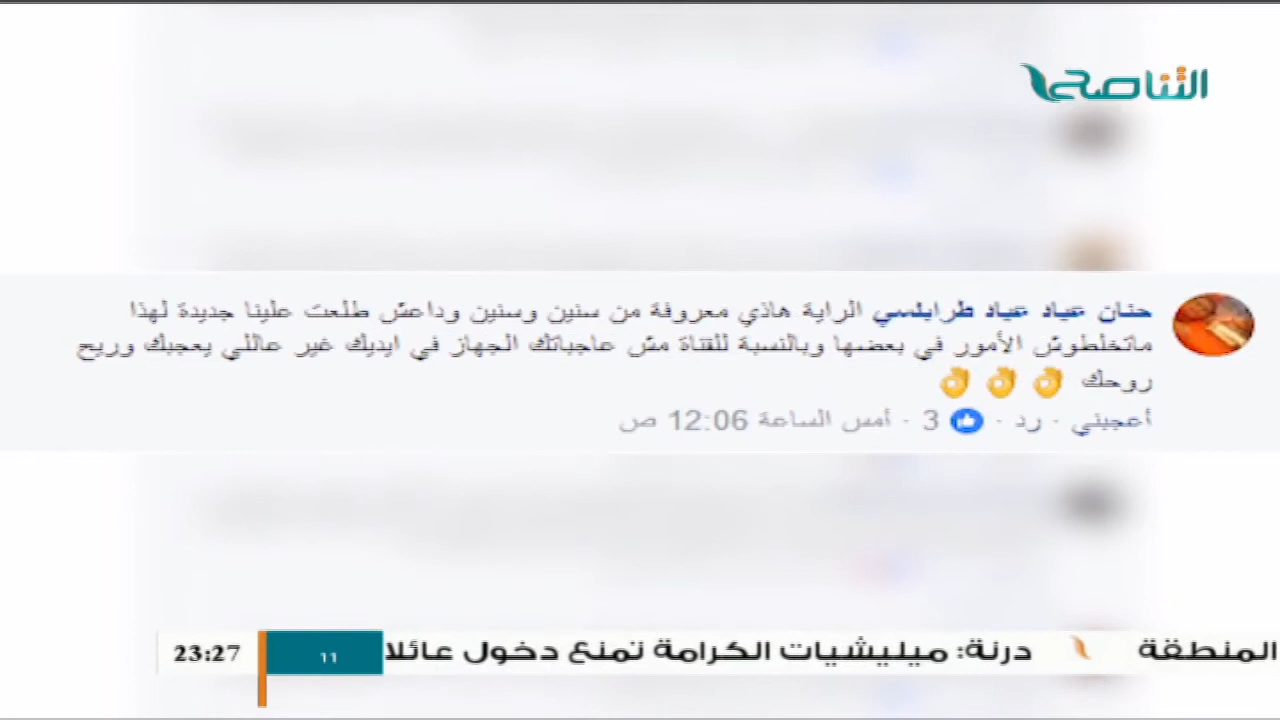 التناصح
حنان عياد عياد طرابلسي الراية هاذي معروفة من سنين وسنين وداعش طلعت علينا جديدة لهذا
ماتخلطوش الأمور في بعضها وبالنسبة للقناة مش عاجباتك الجهاز في ايديك غير عاللي يعجبك وريح
روحك 👌 👌 👌
أعجبني · رد · 3 · أمس الساعة 12:06 ص
المنطقة درنة: ميليشيات الكرامة تمنع دخول عائلا
11
23:27